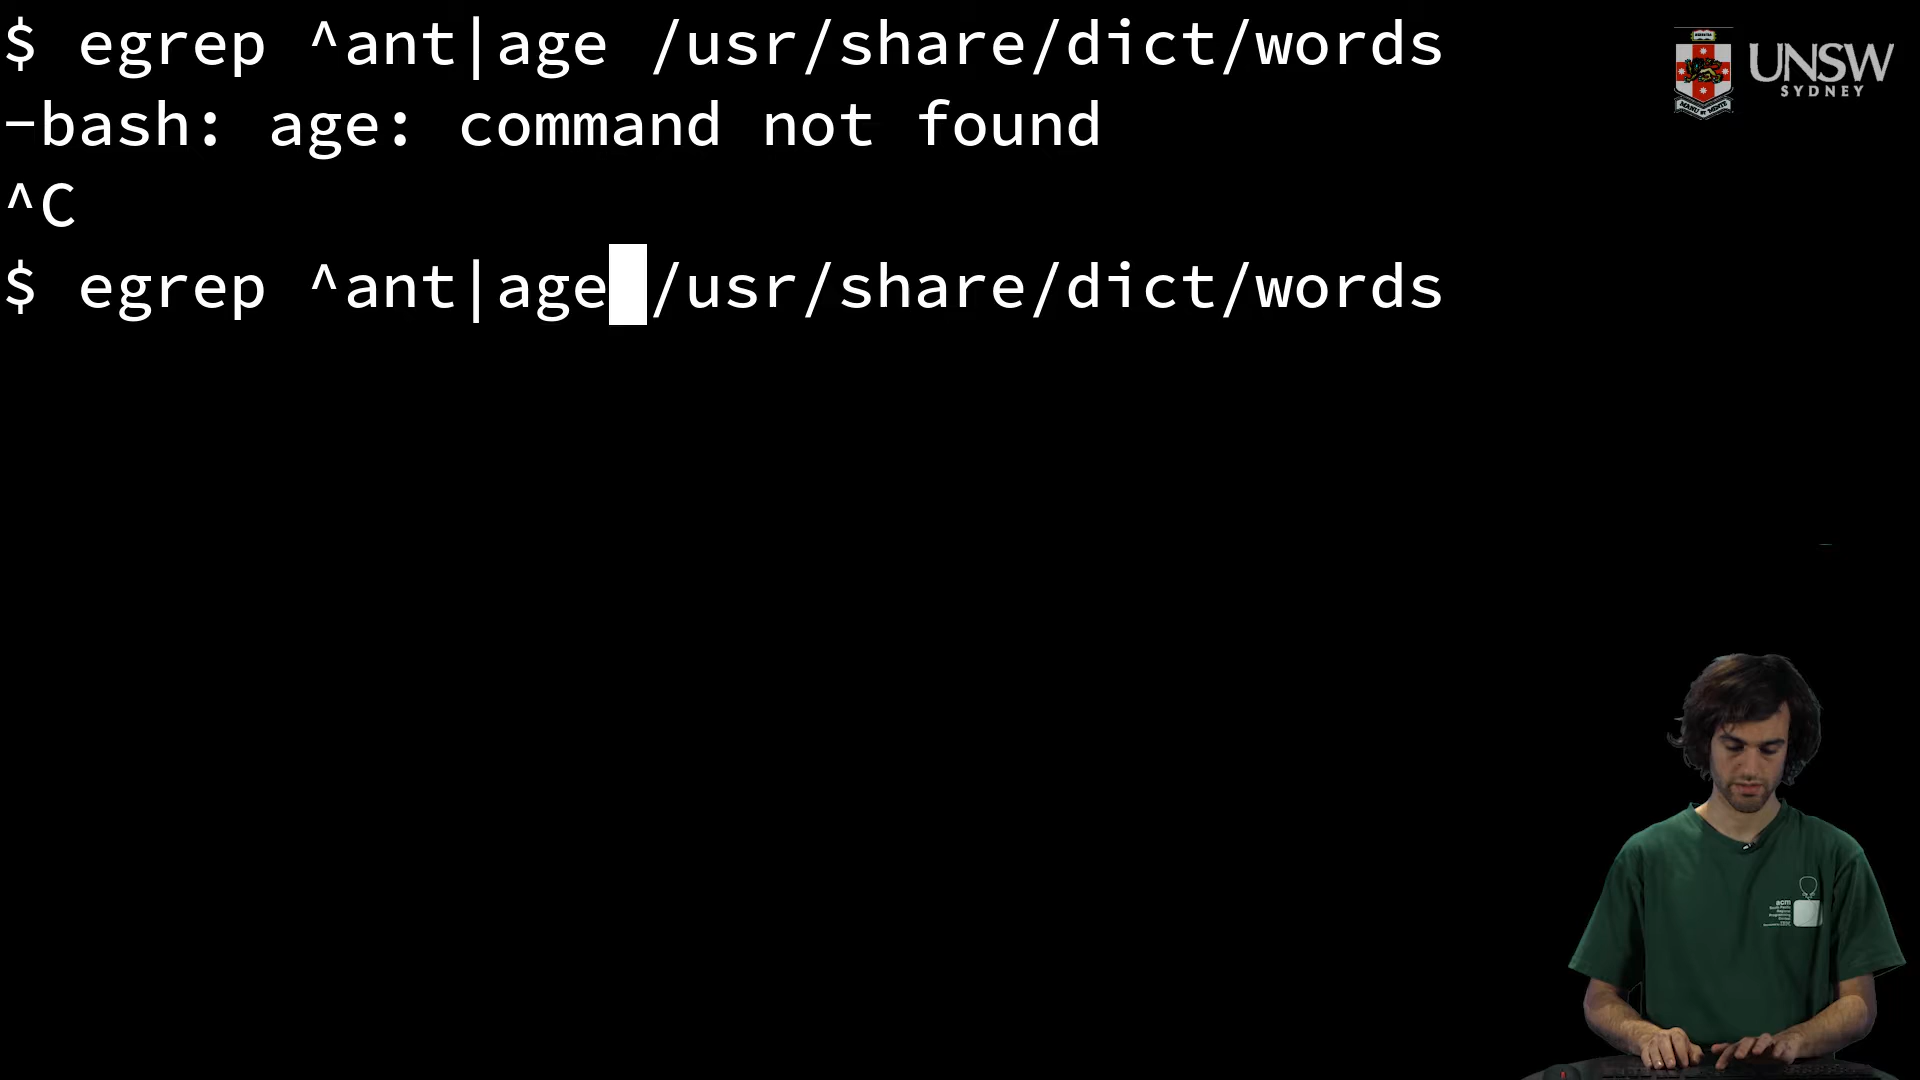 $ egrep ^ant|age /usr/share/dict/words
-bash: age: command not found
^C
$ egrep ^ant|age /usr/share/dict/words
UNSW
SYDNEY
acm